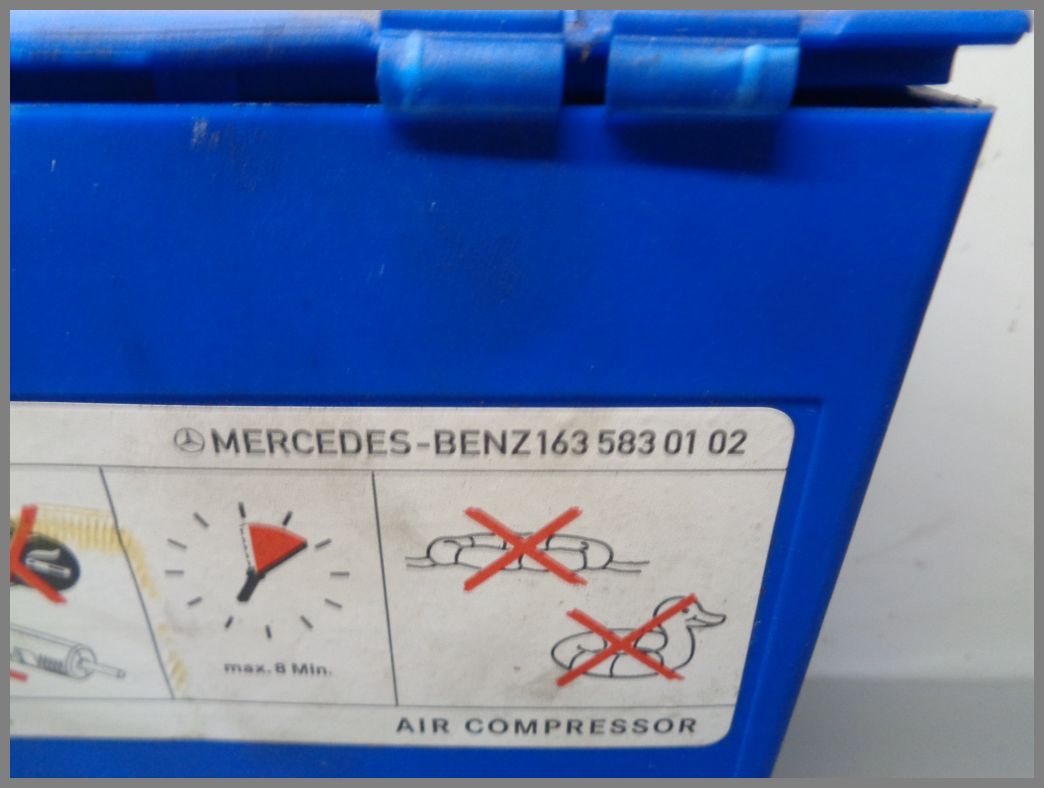 MERCEDES-BENZ 163 583 01 02
max. 8 Min.
AIR COMPRESSOR